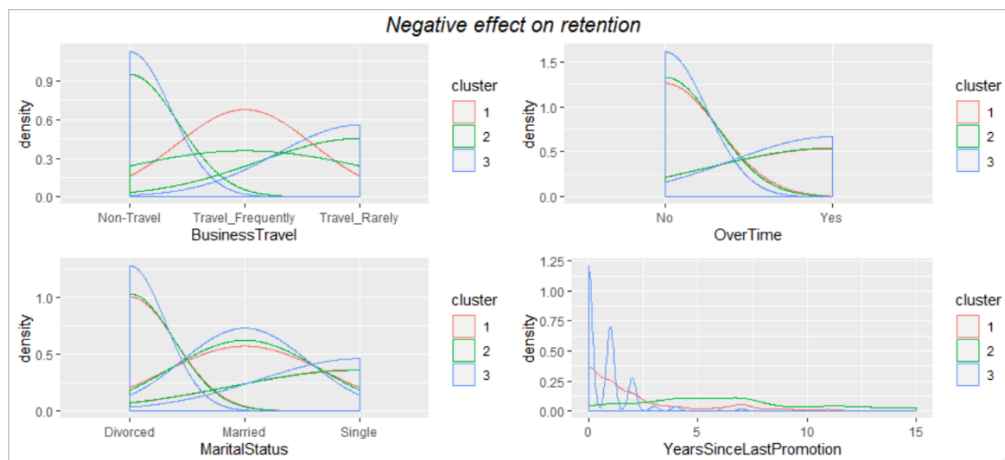 Negative effect on retention
density
0.9
0.6
0.3
0.0
Non-Travel Travel_Frequently Travel_Rarely
BusinessTravel
cluster
1
2
3
density
1.5
1.0
0.5
0.0
No Yes
OverTime
cluster
1
2
3
density
1.0
0.5
0.0
Divorced Married Single
MaritalStatus
cluster
1
2
3
density
1.25
1.00
0.75
0.50
0.25
0.00
0 5 10 15
YearsSinceLastPromotion
cluster
1
2
3